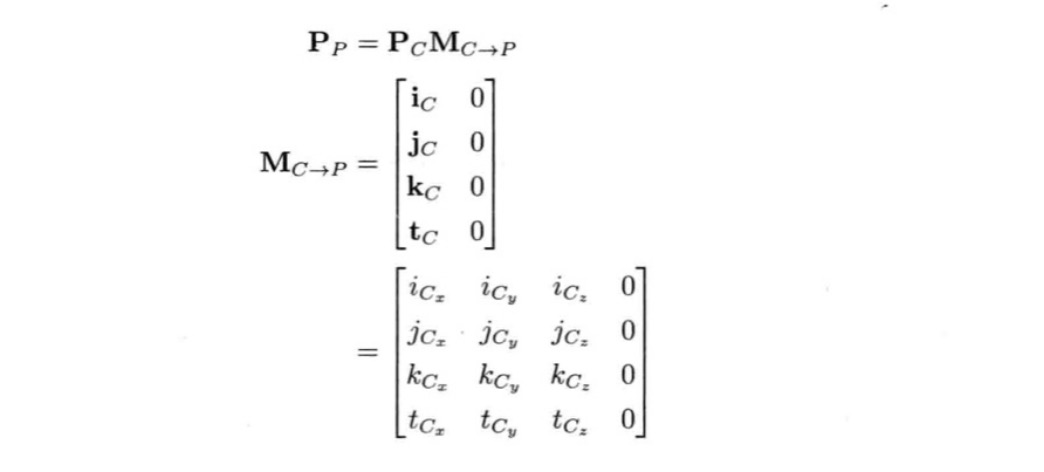 P_P = P_C M_{C→P}
M_{C→P} = [ i_C 0
j_C 0
k_C 0
t_C 0 ]
= [ i_{C_x} i_{C_y} i_{C_z} 0
j_{C_x} j_{C_y} j_{C_z} 0
k_{C_x} k_{C_y} k_{C_z} 0
t_{C_x} t_{C_y} t_{C_z} 0 ]